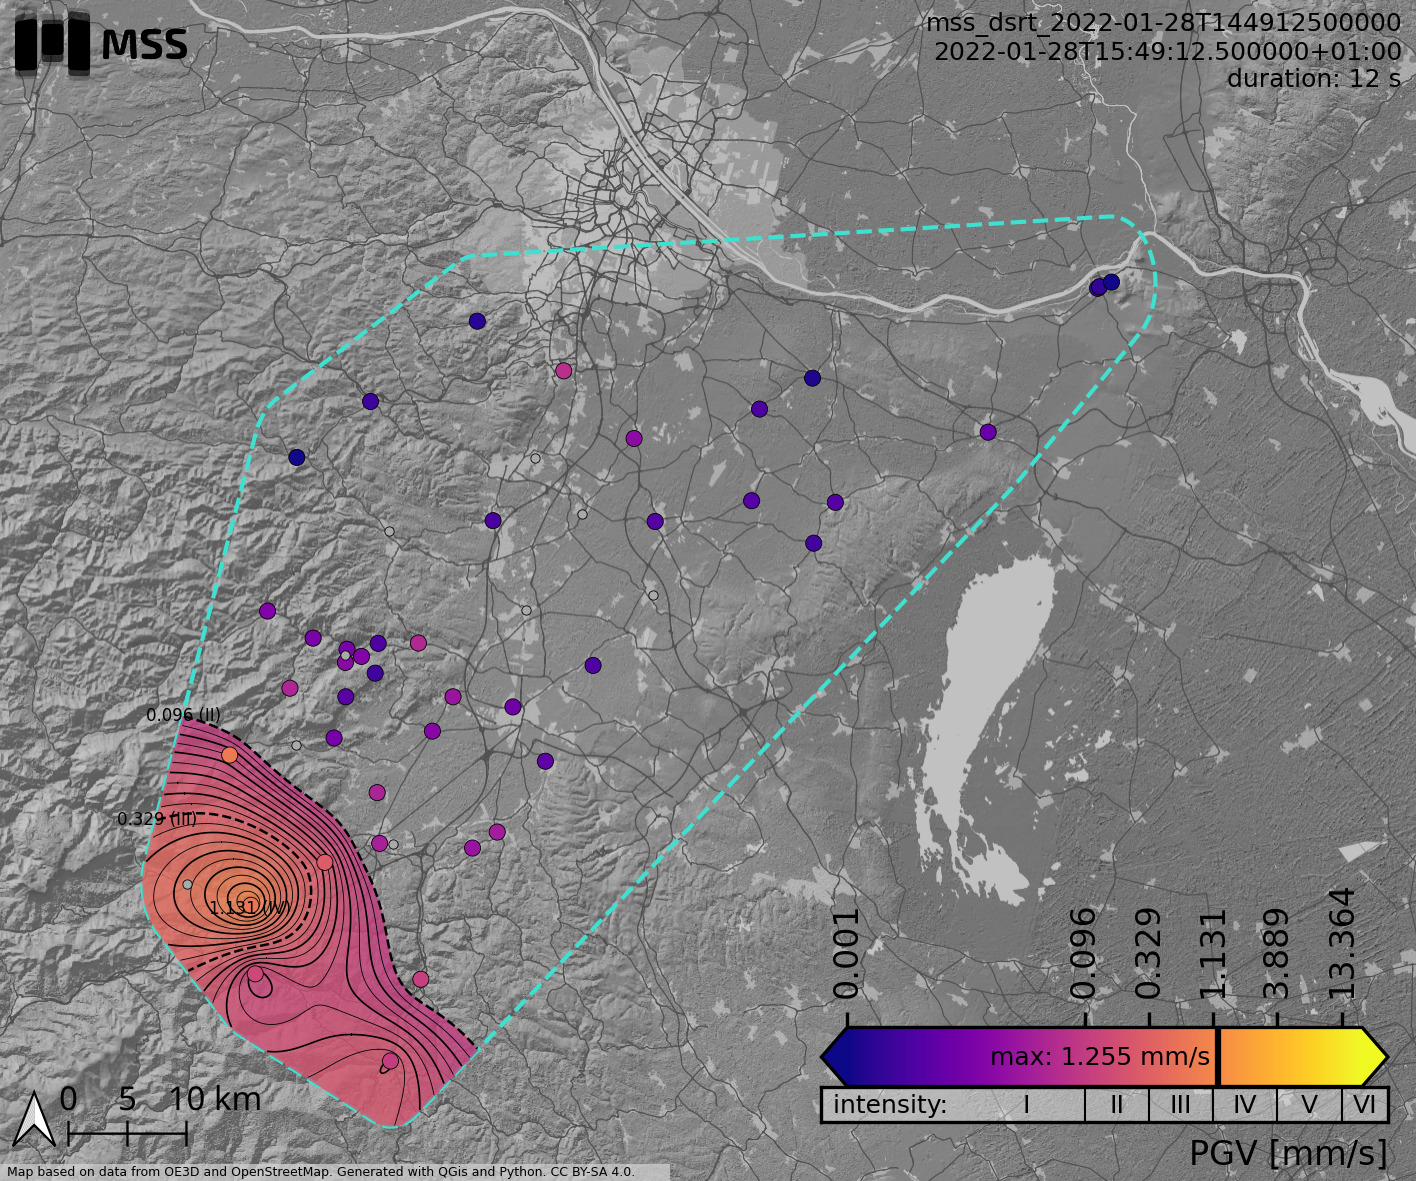 MSS
mss_dsrt_2022-01-28T144912500000
2022-01-28T15:49:12.500000+01:00
duration: 12 s
0.096 (II)
0.329 (III)
1.131 (IV)
0.001
0.096
0.329
1.131
3.889
13.364
max: 1.255 mm/s
intensity: I II III IV V VI
PGV [mm/s]
0 5 10 km
Map based on data from OE3D and OpenStreetMap. Generated with QGis and Python. CC BY-SA 4.0.